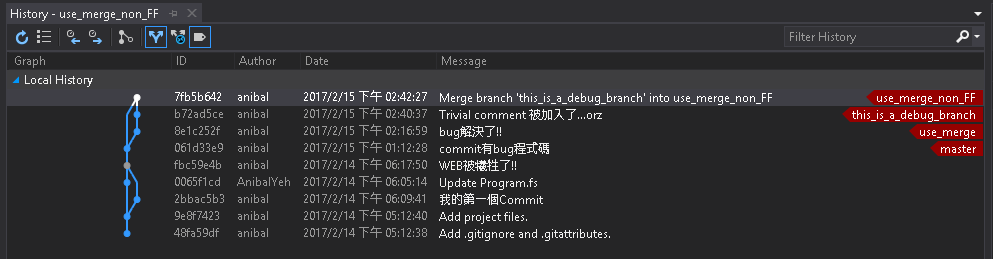 History - use_merge_non_FF
Filter History
Graph ID Author Date Message
Local History
7fb5b642 anibal 2017/2/15 下午 02:42:27 Merge branch 'this_is_a_debug_branch' into use_merge_non_FF use_merge_non_FF
b72ad5ce anibal 2017/2/15 下午 02:40:37 Trivial comment 被加入了...orz this_is_a_debug_branch
8e1c252f anibal 2017/2/15 下午 02:16:59 bug解決了!! use_merge
061d33e9 anibal 2017/2/15 下午 01:12:28 commit有bug程式碼 master
fbc59e4b anibal 2017/2/14 下午 06:17:50 WEB被犧牲了!!
0065f1cd AnibalYeh 2017/2/14 下午 06:05:14 Update Program.fs
2bbac5b3 anibal 2017/2/14 下午 06:09:41 我的第一個Commit
9e8f7423 anibal 2017/2/14 下午 05:12:40 Add project files.
48fa59df anibal 2017/2/14 下午 05:12:38 Add .gitignore and .gitattributes.